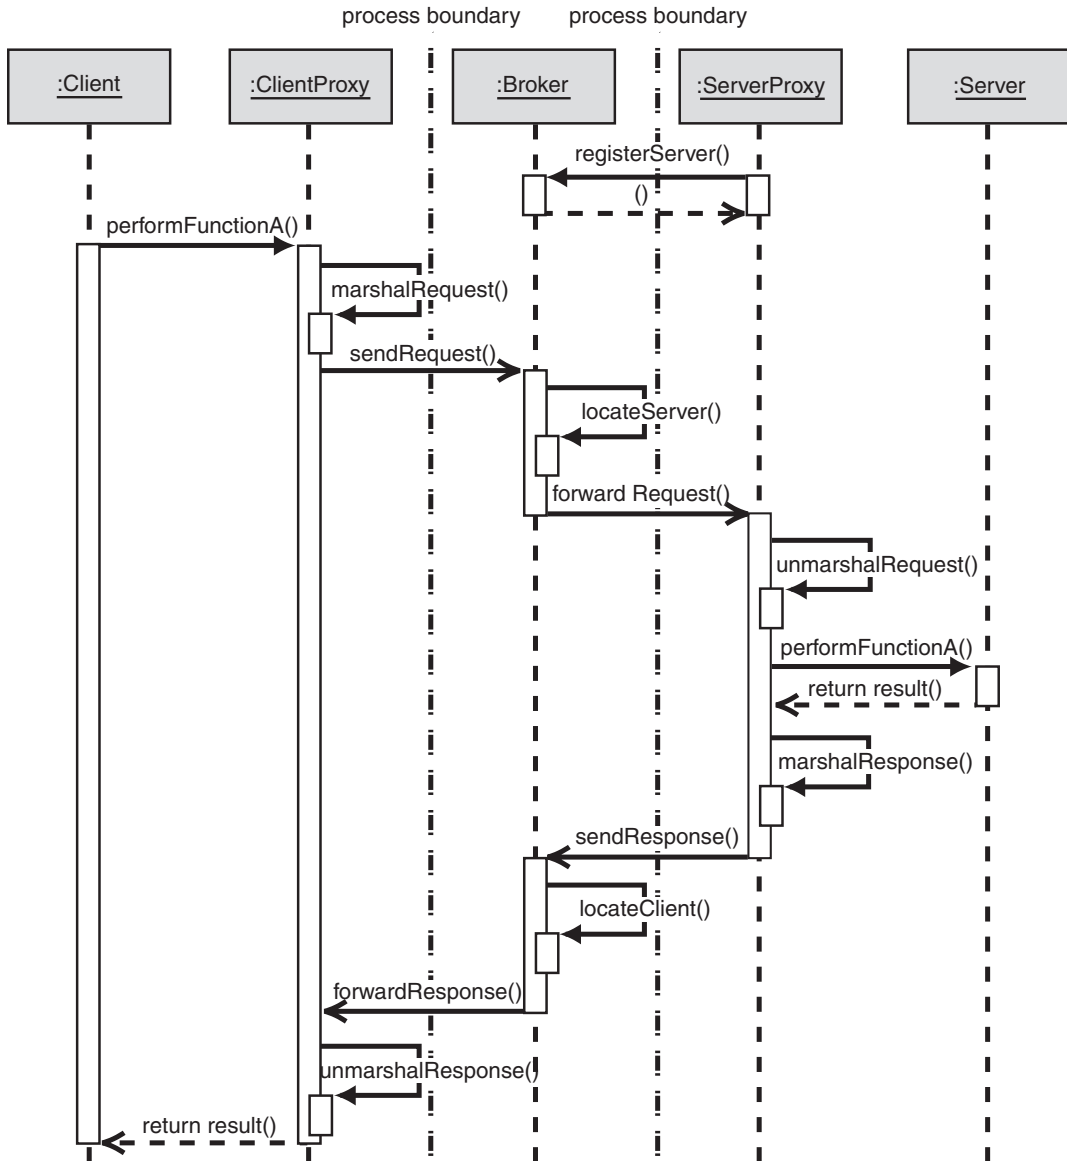 process boundary process boundary
:Client :ClientProxy :Broker :ServerProxy :Server
registerServer()
()
performFunctionA()
marshalRequest()
sendRequest()
locateServer()
forward Request()
unmarshalRequest()
performFunctionA()
return result()
marshalResponse()
sendResponse()
locateClient()
forwardResponse()
unmarshalResponse()
return result()